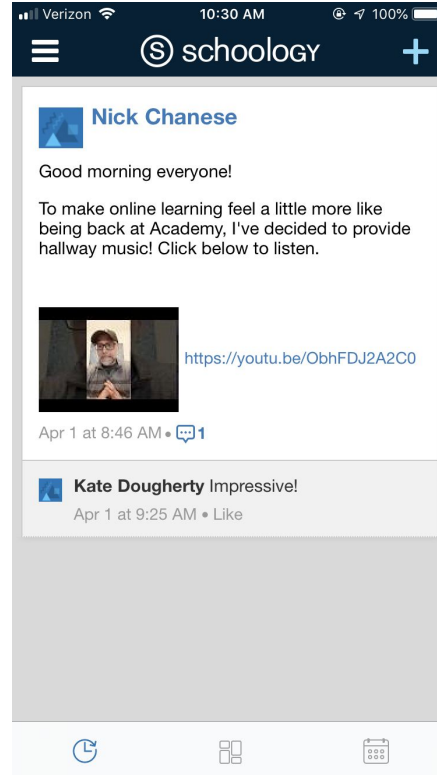 Verizon 10:30 AM 100%
S schoology
Nick Chanese
Good morning everyone!
To make online learning feel a little more like
being back at Academy, I've decided to provide
hallway music! Click below to listen.
https://youtu.be/ObhFDJ2A2C0
Apr 1 at 8:46 AM • 1
Kate Dougherty Impressive!
Apr 1 at 9:25 AM • Like